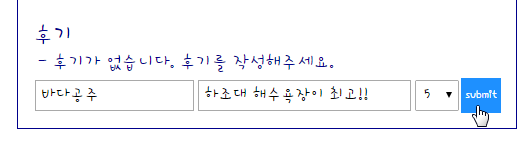 후기
- 후기가 없습니다. 후기를 작성해주세요.
바다공주 하조대 해수욕장이 최고!! 5 submit